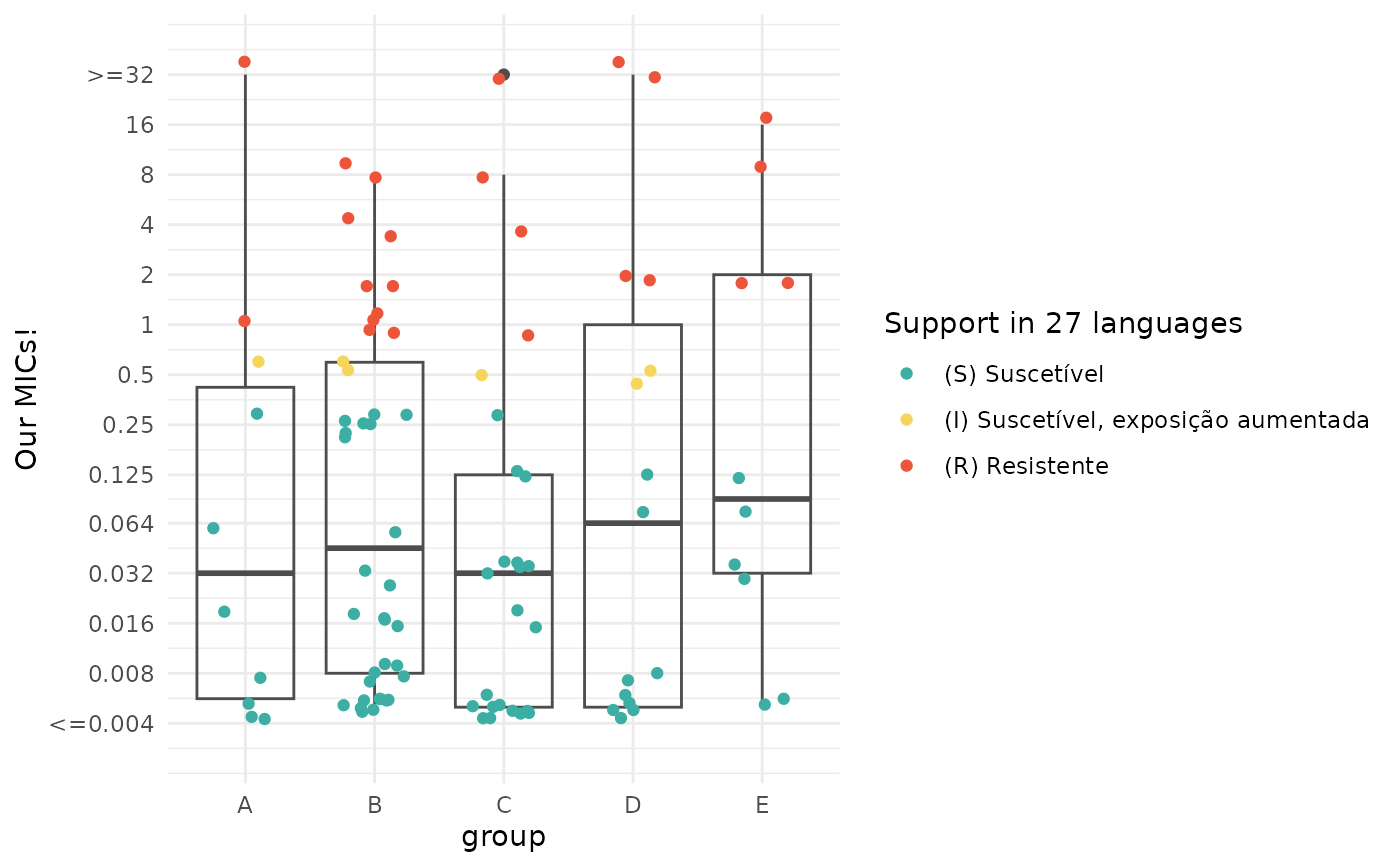 Our MICs!
>=32
16
8
4
2
1
0.5
0.25
0.125
0.064
0.032
0.016
0.008
<=0.004
A B C D E
group
Support in 27 languages
(S) Suscetível
(I) Suscetível, exposição aumentada
(R) Resistente